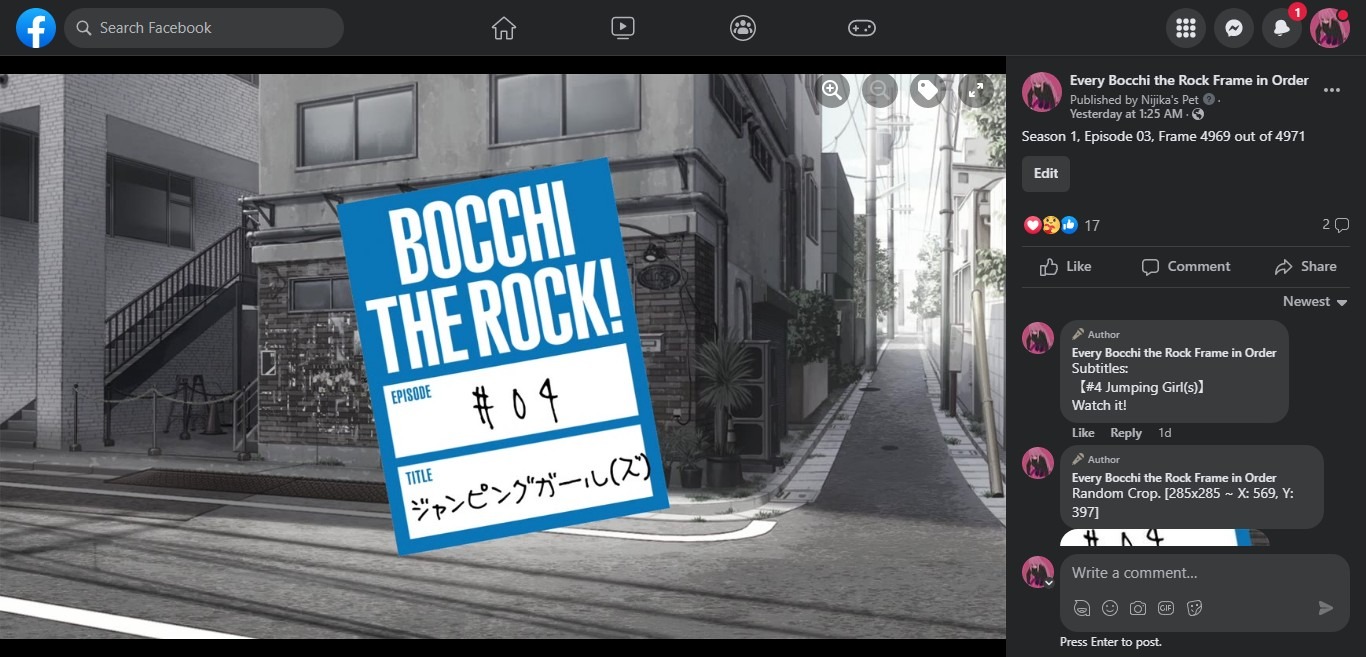 Search Facebook
1
BOCCHI
THE ROCK!
EPISODE
#04
TITLE
ジャンピングガール(ズ)
Every Bocchi the Rock Frame in Order
Published by Nijika's Pet ·
Yesterday at 1:25 AM ·
Season 1, Episode 03, Frame 4969 out of 4971
Edit
17
2
Like
Comment
Share
Newest
Author
Every Bocchi the Rock Frame in Order
Subtitles:
【#4 Jumping Girl(s)】
Watch it!
Like Reply 1d
Author
Every Bocchi the Rock Frame in Order
Random Crop. [285x285 ~ X: 569, Y:
397]
Write a comment...
GIF
Press Enter to post.